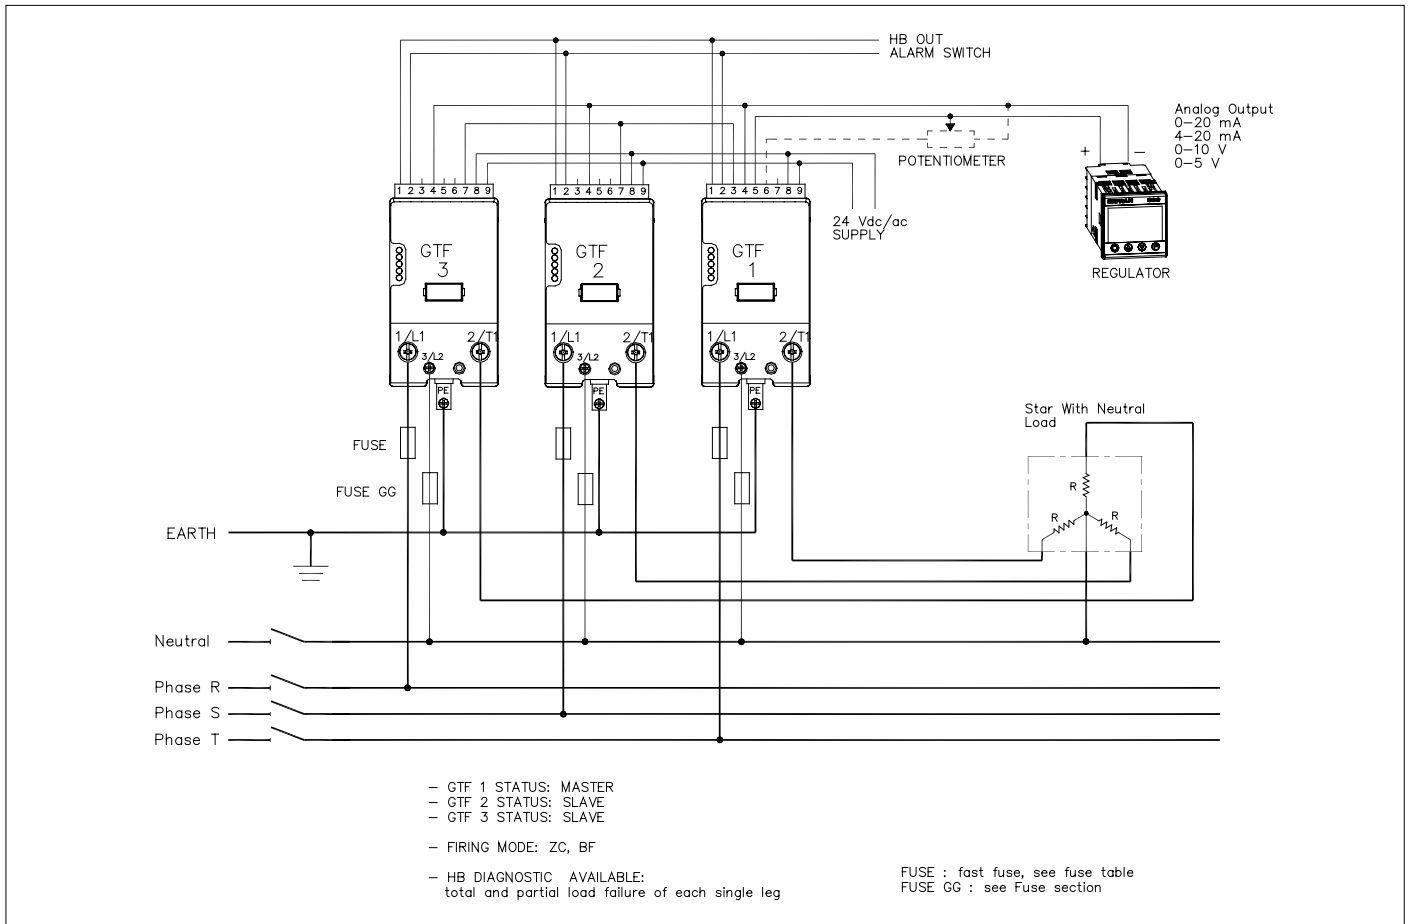 HB OUT
ALARM SWITCH
Analog Output
0-20 mA
4-20 mA
0-10 V
0-5 V
+
-
POTENTIOMETER
1 2 3 4 5 6 7 8 9
1 2 3 4 5 6 7 8 9
1 2 3 4 5 6 7 8 9
24 Vdc/ac
SUPPLY
REGULATOR
GTF
3
GTF
2
GTF
1
1/L1 2/T1
3/L2
PE
1/L1 2/T1
3/L2
PE
1/L1 2/T1
3/L2
PE
Star With Neutral
Load
R
R
R
FUSE
FUSE GG
EARTH
Neutral
Phase R
Phase S
Phase T
- GTF 1 STATUS: MASTER
- GTF 2 STATUS: SLAVE
- GTF 3 STATUS: SLAVE
- FIRING MODE: ZC, BF
- HB DIAGNOSTIC AVAILABLE:
total and partial load failure of each single leg
FUSE : fast fuse, see fuse table
FUSE GG : see Fuse section